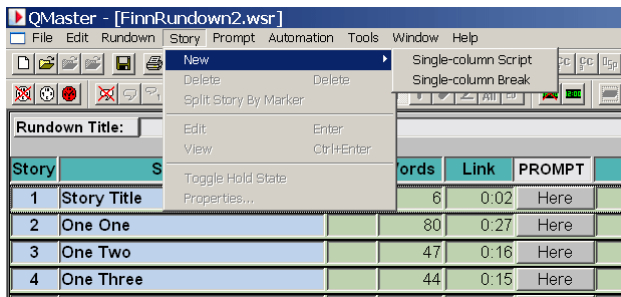 QMaster - [FinnRundown2.wsr]
File Edit Rundown Story Prompt Automation Tools Window Help
New
Single-column Script
Single-column Break
Delete Delete
Split Story By Marker
Edit Enter
View Ctrl+Enter
Toggle Hold State
Properties...
All
Rundown Title:
Story S ords Link PROMPT
1 Story Title 6 0:02 Here
2 One One 80 0:27 Here
3 One Two 47 0:16 Here
4 One Three 44 0:15 Here